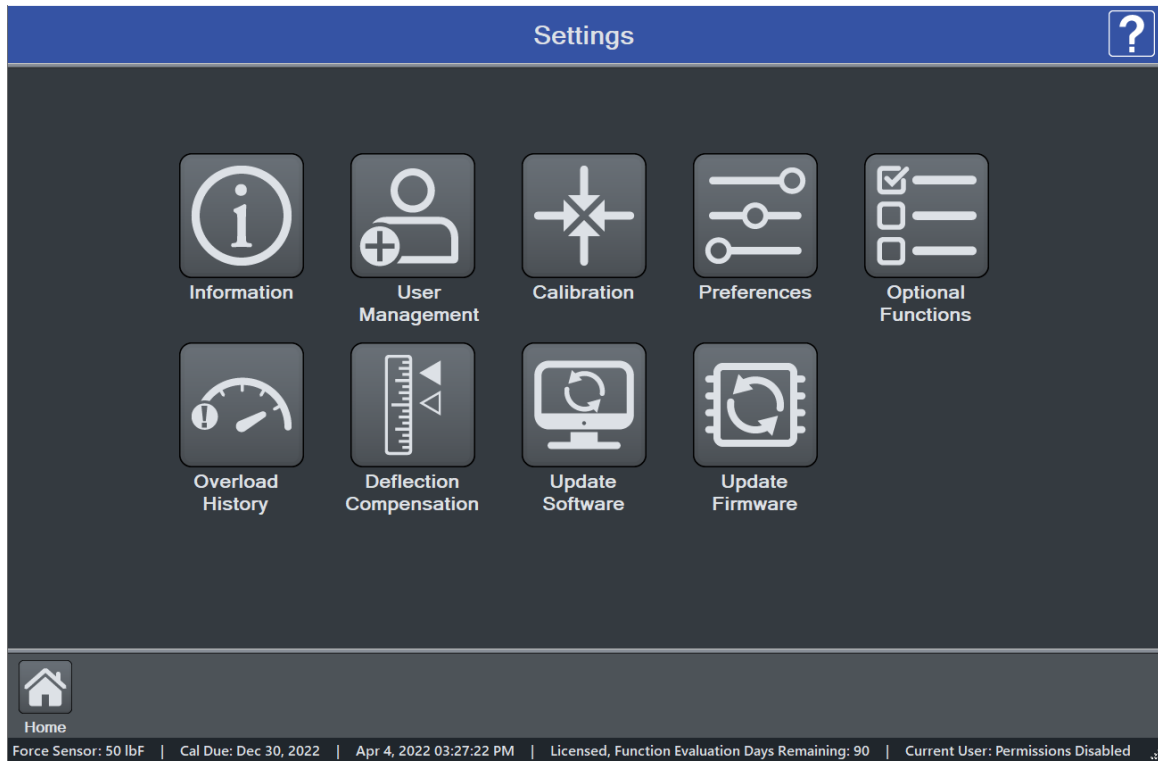 Settings
?
Information
User
Management
Calibration
Preferences
Optional
Functions
Overload
History
Deflection
Compensation
Update
Software
Update
Firmware
Home
Force Sensor: 50 lbF | Cal Due: Dec 30, 2022 | Apr 4, 2022 03:27:22 PM | Licensed, Function Evaluation Days Remaining: 90 | Current User: Permissions Disabled